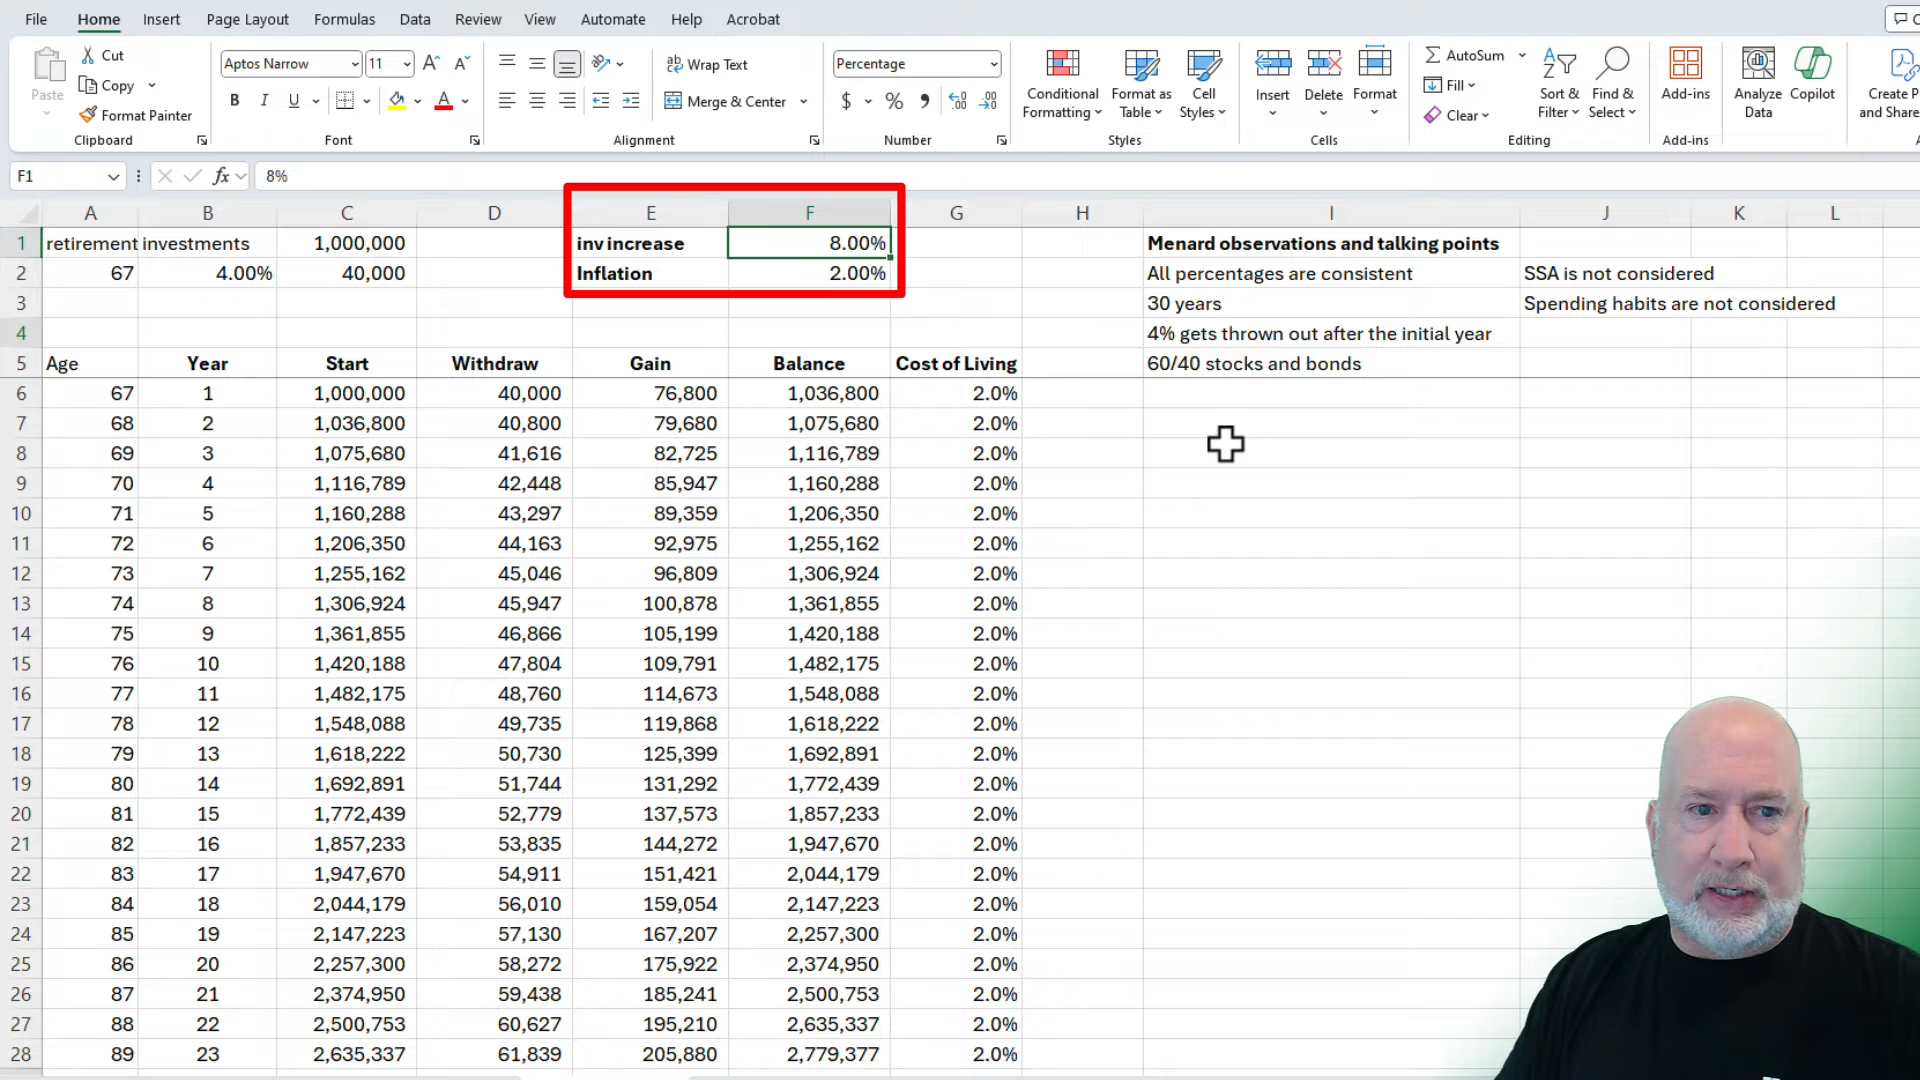 File Home Insert Page Layout Formulas Data Review View Automate Help Acrobat
Paste Cut Copy Format Painter Clipboard
Aptos Narrow 11 B I U Font
Wrap Text Merge & Center Alignment
Percentage $ % Number
Conditional Formatting Format as Table Cell Styles Styles
Insert Delete Format Cells
AutoSum Fill Clear Sort & Filter Find & Select Editing
Add-ins Add-ins
Analyze Data Copilot
Create P and Share
F1 fx 8%
A B C D E F G H I J K L
1 retirement investments 1,000,000 inv increase 8.00% Menard observations and talking points
2 67 4.00% 40,000 Inflation 2.00% All percentages are consistent SSA is not considered
3 30 years Spending habits are not considered
4 4% gets thrown out after the initial year
5 Age Year Start Withdraw Gain Balance Cost of Living 60/40 stocks and bonds
6 67 1 1,000,000 40,000 76,800 1,036,800 2.0%
7 68 2 1,036,800 40,800 79,680 1,075,680 2.0%
8 69 3 1,075,680 41,616 82,725 1,116,789 2.0%
9 70 4 1,116,789 42,448 85,947 1,160,288 2.0%
10 71 5 1,160,288 43,297 89,359 1,206,350 2.0%
11 72 6 1,206,350 44,163 92,975 1,255,162 2.0%
12 73 7 1,255,162 45,046 96,809 1,306,924 2.0%
13 74 8 1,306,924 45,947 100,878 1,361,855 2.0%
14 75 9 1,361,855 46,866 105,199 1,420,188 2.0%
15 76 10 1,420,188 47,804 109,791 1,482,175 2.0%
16 77 11 1,482,175 48,760 114,673 1,548,088 2.0%
17 78 12 1,548,088 49,735 119,868 1,618,222 2.0%
18 79 13 1,618,222 50,730 125,399 1,692,891 2.0%
19 80 14 1,692,891 51,744 131,292 1,772,439 2.0%
20 81 15 1,772,439 52,779 137,573 1,857,233 2.0%
21 82 16 1,857,233 53,835 144,272 1,947,670 2.0%
22 83 17 1,947,670 54,911 151,421 2,044,179 2.0%
23 84 18 2,044,179 56,010 159,054 2,147,223 2.0%
24 85 19 2,147,223 57,130 167,207 2,257,300 2.0%
25 86 20 2,257,300 58,272 175,922 2,374,950 2.0%
26 87 21 2,374,950 59,438 185,241 2,500,753 2.0%
27 88 22 2,500,753 60,627 195,210 2,635,337 2.0%
28 89 23 2,635,337 61,839 205,880 2,779,377 2.0%